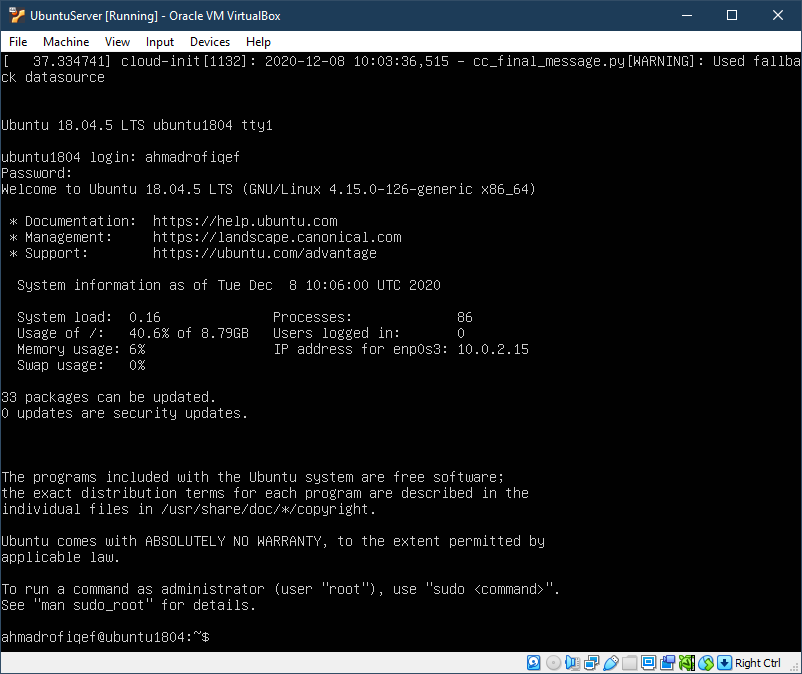 UbuntuServer [Running] - Oracle VM VirtualBox
File Machine View Input Devices Help
[   37.334741] cloud-init[1132]: 2020-12-08 10:03:36,515 - cc_final_message.py[WARNING]: Used fallba
ck datasource
Ubuntu 18.04.5 LTS ubuntu1804 tty1
ubuntu1804 login: ahmadrofiqef
Password:
Welcome to Ubuntu 18.04.5 LTS (GNU/Linux 4.15.0-126-generic x86_64)
 * Documentation:  https://help.ubuntu.com
 * Management:     https://landscape.canonical.com
 * Support:        https://ubuntu.com/advantage
  System information as of Tue Dec  8 10:06:00 UTC 2020
  System load:  0.16              Processes:             86
  Usage of /:   40.6% of 8.79GB   Users logged in:       0
  Memory usage: 6%                IP address for enp0s3: 10.0.2.15
  Swap usage:   0%
33 packages can be updated.
0 updates are security updates.
The programs included with the Ubuntu system are free software;
the exact distribution terms for each program are described in the
individual files in /usr/share/doc/*/copyright.
Ubuntu comes with ABSOLUTELY NO WARRANTY, to the extent permitted by
applicable law.
To run a command as administrator (user "root"), use "sudo <command>".
See "man sudo_root" for details.
ahmadrofiqef@ubuntu1804:~$
Right Ctrl